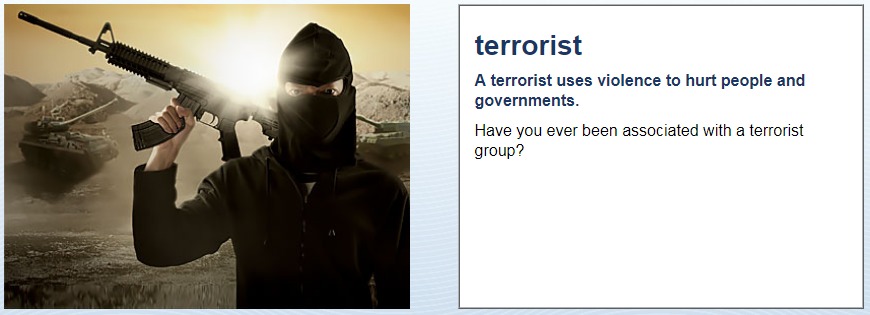 terrorist
A terrorist uses violence to hurt people and
governments.
Have you ever been associated with a terrorist
group?